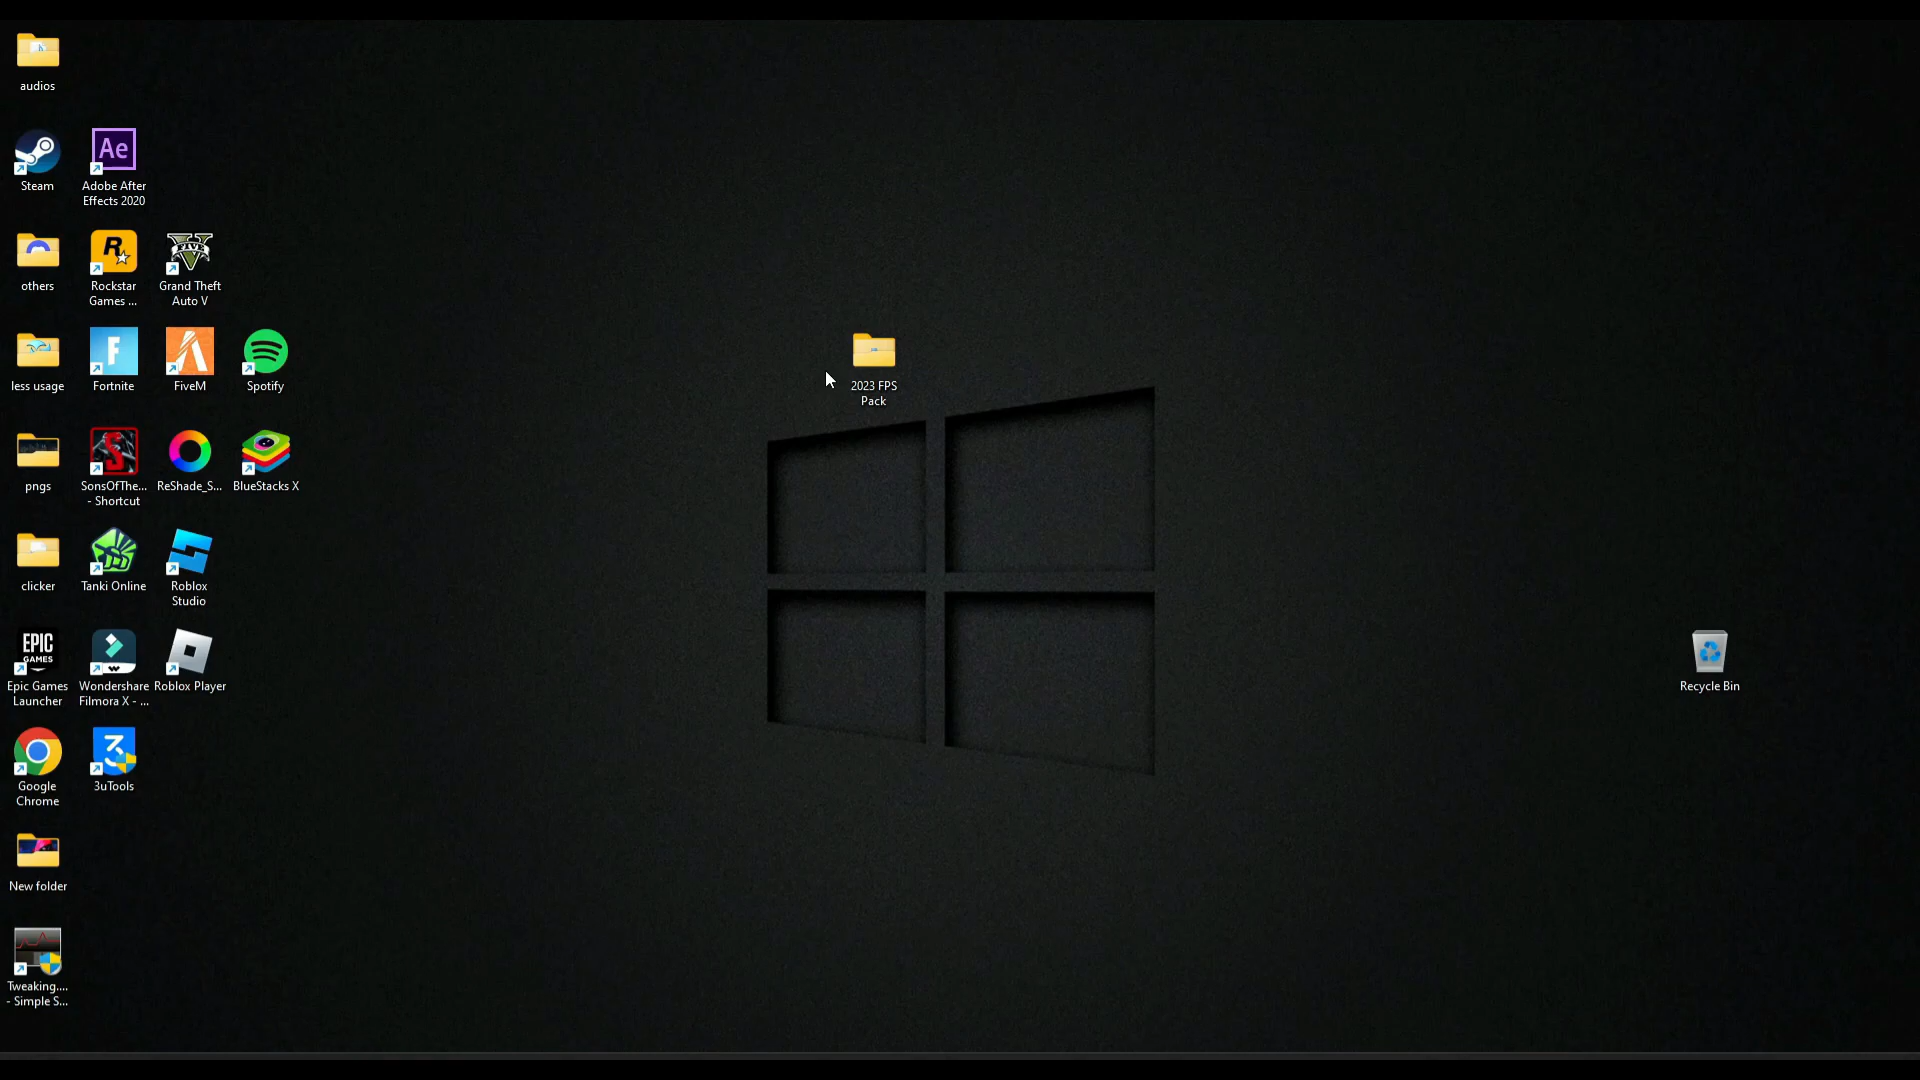 audios
Steam
Ae
Adobe After
Effects 2020
others
R
Rockstar
Games ...
FIVE
Grand Theft
Auto V
less usage
F
Fortnite
FiveM
Spotify
2023 FPS
Pack
pngs
S
SonsOfThe...
- Shortcut
ReShade_S...
BlueStacks X
clicker
Tanki Online
Roblox
Studio
EPIC
GAMES
Epic Games
Launcher
Wondershare
Filmora X - ...
Roblox Player
Recycle Bin
Google
Chrome
3uTools
New folder
Tweaking....
- Simple S...